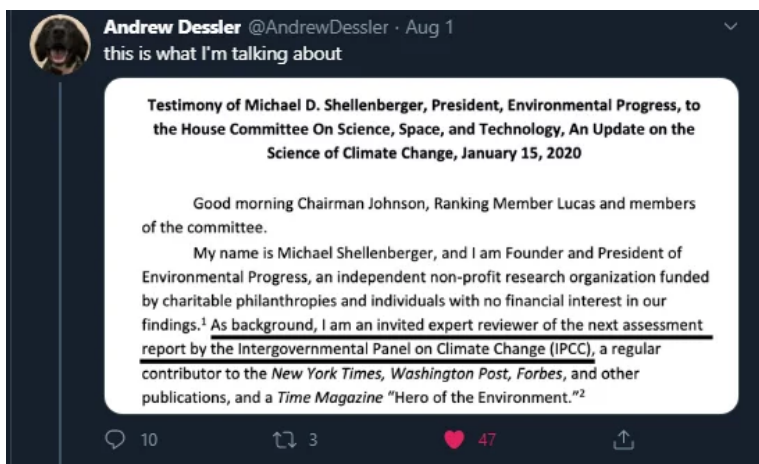 Andrew Dessler @AndrewDessler · Aug 1
this is what I'm talking about
Testimony of Michael D. Shellenberger, President, Environmental Progress, to
the House Committee On Science, Space, and Technology, An Update on the
Science of Climate Change, January 15, 2020
Good morning Chairman Johnson, Ranking Member Lucas and members
of the committee.
My name is Michael Shellenberger, and I am Founder and President of
Environmental Progress, an independent non-profit research organization funded
by charitable philanthropies and individuals with no financial interest in our
findings.¹ As background, I am an invited expert reviewer of the next assessment
report by the Intergovernmental Panel on Climate Change (IPCC), a regular
contributor to the New York Times, Washington Post, Forbes, and other
publications, and a Time Magazine "Hero of the Environment."²
10 3 47